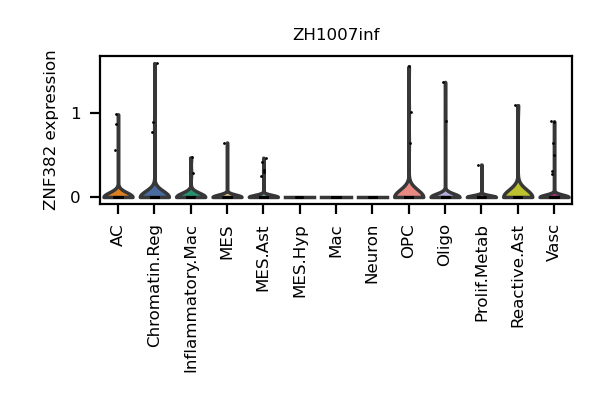 ZH1007inf
ZNF382 expression
1
0
AC
Chromatin.Reg
Inflammatory.Mac
MES
MES.Ast
MES.Hyp
Mac
Neuron
OPC
Oligo
Prolif.Metab
Reactive.Ast
Vasc